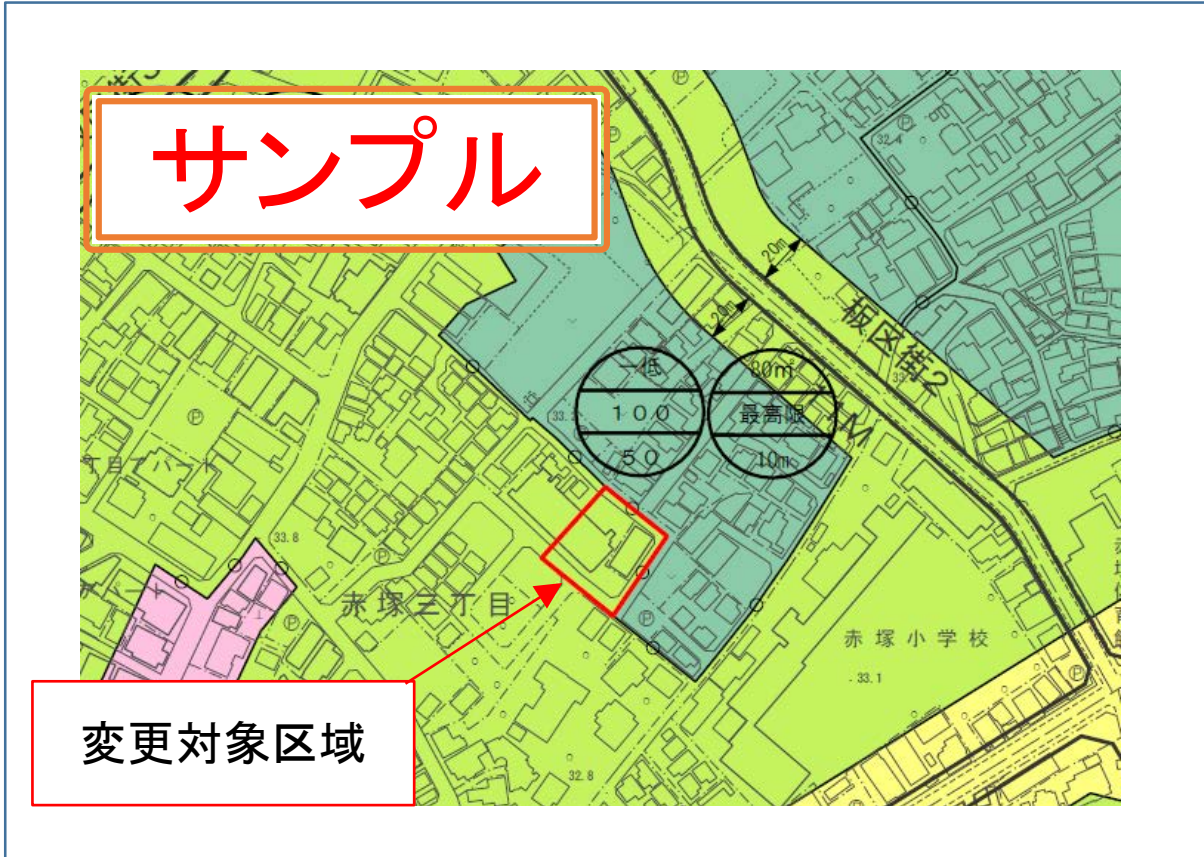 サンプル
32.4
20m
20m
板区街2
一低
100
50
80㎡
最高限
10m
33.8
赤塚三丁目
赤塚小学校
33.1
変更対象区域
32.8